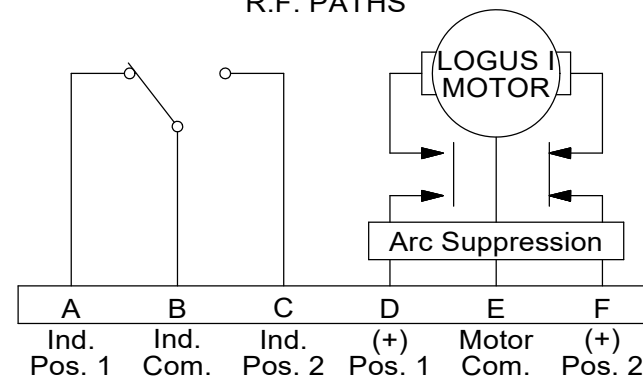 R.F. PATHS
LOGUS I
MOTOR
Arc Suppression
A B C D E F
Ind. Ind. Ind. (+) Motor (+)
Pos. 1 Com. Pos. 2 Pos. 1 Com. Pos. 2